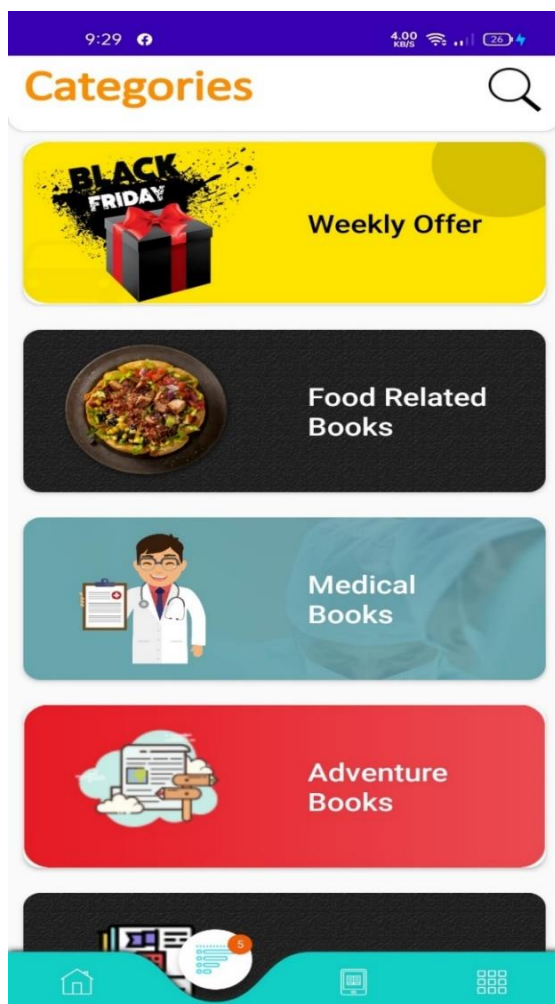 9:29
4.00
KB/S
26
Categories
BLACK
FRIDAY
Weekly Offer
Food Related
Books
Medical
Books
Adventure
Books
5